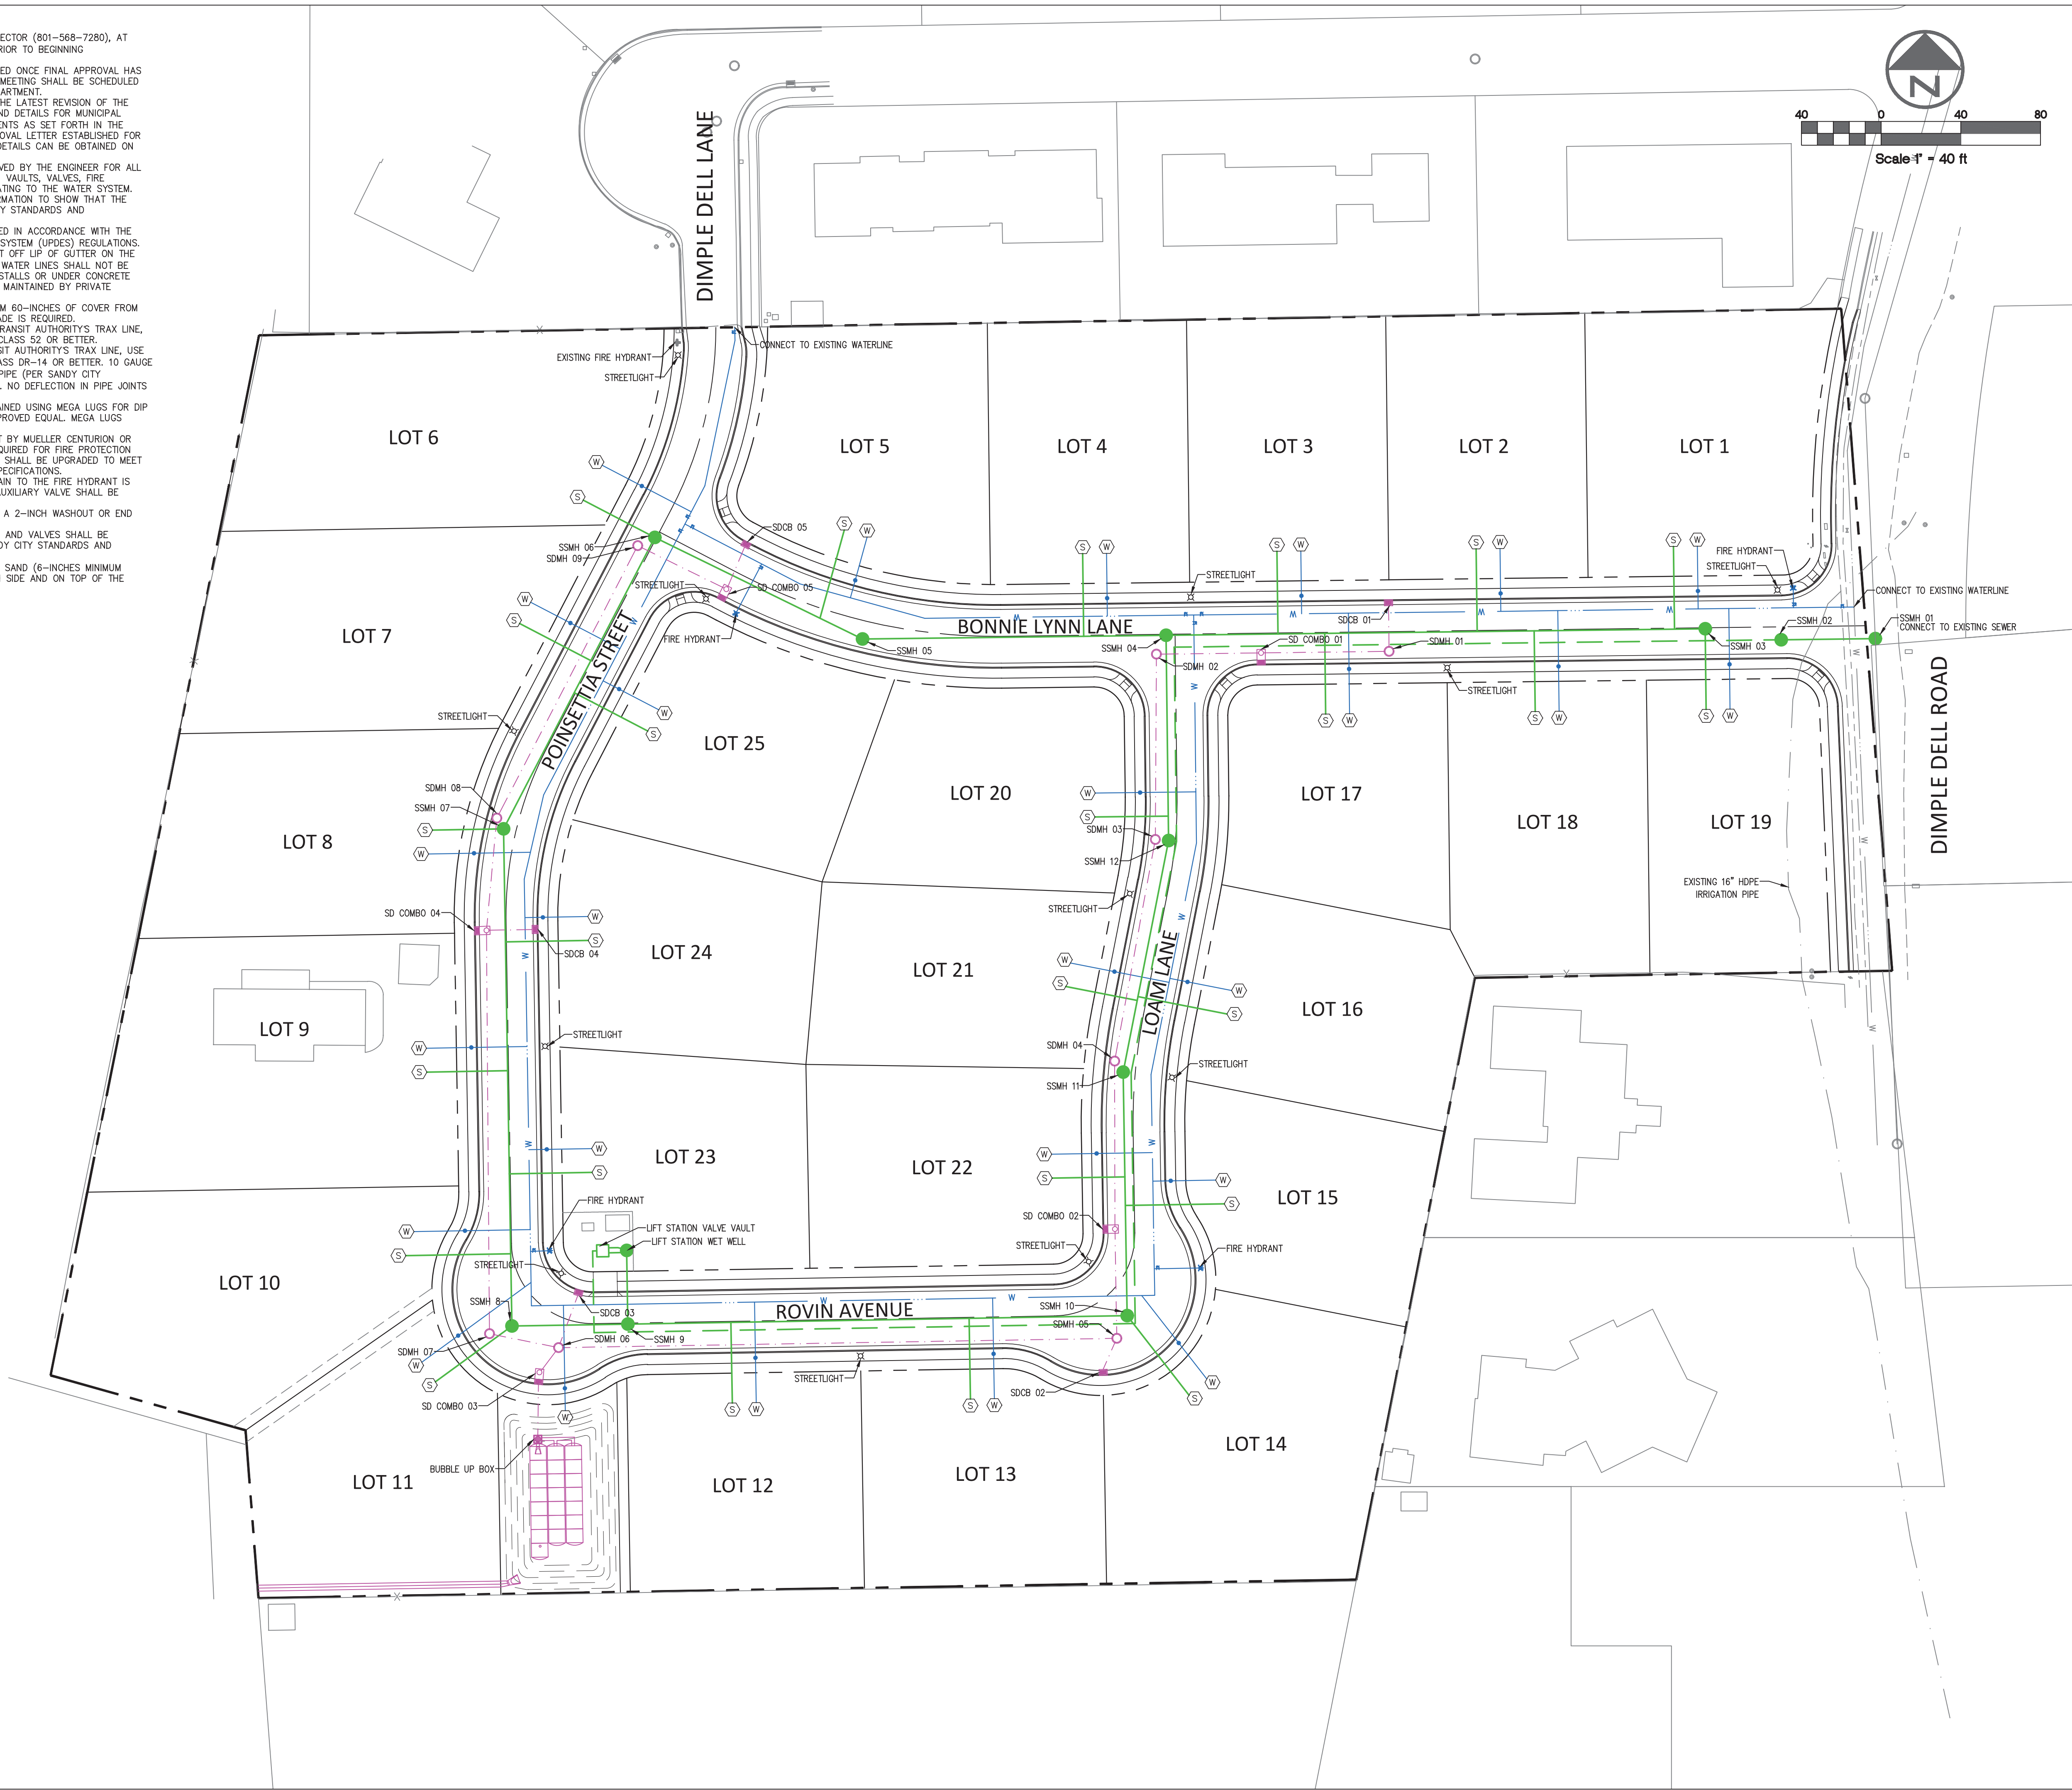 ECTOR (801-568-7280), AT
RIOR TO BEGINNING
ED ONCE FINAL APPROVAL HAS
MEETING SHALL BE SCHEDULED
ARTMENT.
HE LATEST REVISION OF THE
ND DETAILS FOR MUNICIPAL
ENTS AS SET FORTH IN THE
OVAL LETTER ESTABLISHED FOR
DETAILS CAN BE OBTAINED ON
VED BY THE ENGINEER FOR ALL
VAULTS, VALVES, FIRE
ATING TO THE WATER SYSTEM.
RMATION TO SHOW THAT THE
Y STANDARDS AND
ED IN ACCORDANCE WITH THE
SYSTEM (UPDES) REGULATIONS.
T OFF LIP OF GUTTER ON THE
WATER LINES SHALL NOT BE
STALLS OR UNDER CONCRETE
MAINTAINED BY PRIVATE
M 60-INCHES OF COVER FROM
ADE IS REQUIRED.
RANSIT AUTHORITY'S TRAX LINE,
CLASS 52 OR BETTER.
SIT AUTHORITY'S TRAX LINE, USE
ASS DR-14 OR BETTER. 10 GAUGE
PIPE (PER SANDY CITY
L NO DEFLECTION IN PIPE JOINTS
AINED USING MEGA LUGS FOR DIP
PROVED EQUAL. MEGA LUGS
T BY MUELLER CENTURION OR
QUIRED FOR FIRE PROTECTION
SHALL BE UPGRADED TO MEET
PECIFICATIONS.
AIN TO THE FIRE HYDRANT IS
AUXILIARY VALVE SHALL BE
A 2-INCH WASHOUT OR END
AND VALVES SHALL BE
DY CITY STANDARDS AND
SAND (6-INCHES MINIMUM
H SIDE AND ON TOP OF THE
N
40 0 40 80
Scale 1" = 40 ft
DIMPLE DELL LANE
EXISTING FIRE HYDRANT
STREETLIGHT
CONNECT TO EXISTING WATERLINE
LOT 6
LOT 5
LOT 4
LOT 3
LOT 2
LOT 1
W
S
SSMH 06
SDMH 09
SDCB 05
S
W
S
W
S
W
S
W
S
W
FIRE HYDRANT
STREETLIGHT
STREETLIGHT
SD COMBO 05
STREETLIGHT
CONNECT TO EXISTING WATERLINE
W
S
LOT 7
POINSETTIA STREET
FIRE HYDRANT
SSMH 05
BONNIE LYNN LANE
SSMH 04
SDMH 02
SD COMBO 01
SDCB 01
SDMH 01
SSMH 03
SSMH 02
SSMH 01
CONNECT TO EXISTING SEWER
STREETLIGHT
DIMPLE DELL ROAD
STREETLIGHT
W
S
S
W
S
W
S
W
LOT 25
LOT 20
LOT 17
LOT 18
LOT 19
SDMH 08
SSMH 07
S
W
LOT 8
W
S
SDMH 03
SSMH 12
EXISTING 16" HDPE
IRRIGATION PIPE
SD COMBO 04
W
S
SDCB 04
STREETLIGHT
LOT 24
LOT 21
LOAMI LANE
LOT 16
W
S
W
S
LOT 9
W
S
STREETLIGHT
SDMH 04
SSMH 11
STREETLIGHT
W
S
LOT 23
LOT 22
W
S
W
S
LOT 15
FIRE HYDRANT
LIFT STATION VALVE VAULT
LIFT STATION WET WELL
SD COMBO 02
STREETLIGHT
FIRE HYDRANT
W
S
LOT 10
STREETLIGHT
SSMH 8
SDCB 03
ROVIN AVENUE
SSMH 10
SDMH 05
SDMH 07
SDMH 06
SSMH 9
W
S
SD COMBO 03
W
S
W
STREETLIGHT
S
W
SDCB 02
W
S
LOT 14
BUBBLE UP BOX
LOT 11
LOT 12
LOT 13